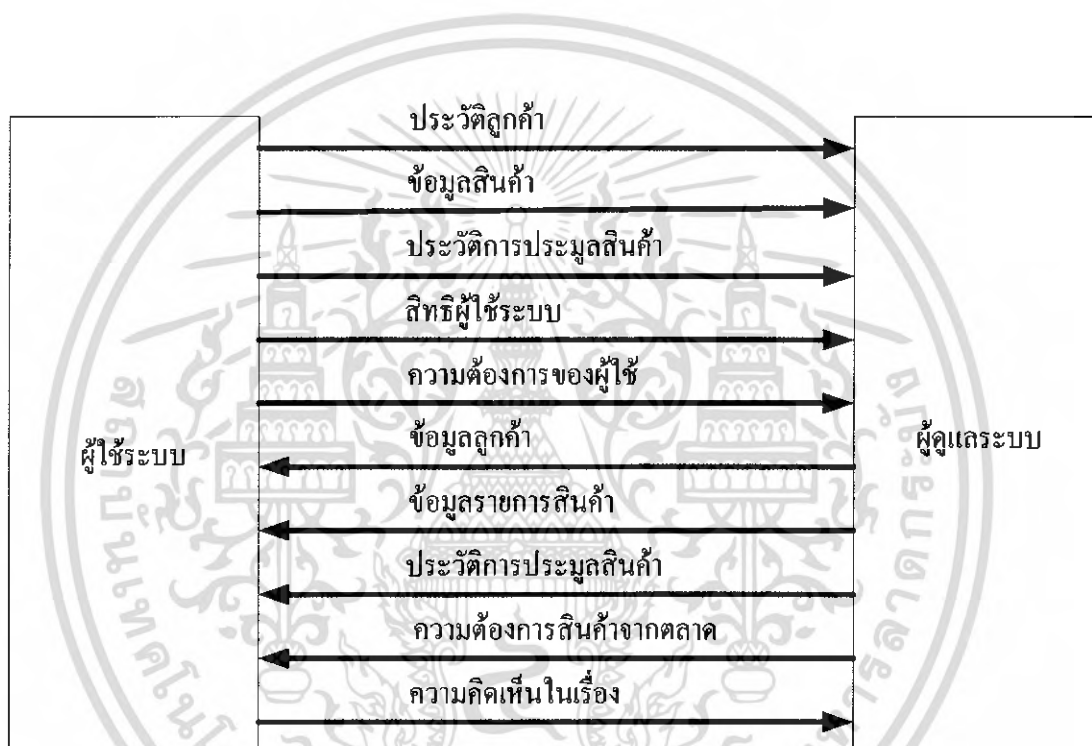 ประวัติลูกค้า
ข้อมูลสินค้า
ประวัติการประมูลสินค้า
สิทธิผู้ใช้ระบบ
ความต้องการของผู้ใช้
ผู้ใช้ระบบ
ข้อมูลลูกค้า
ผู้ดูแลระบบ
ข้อมูลรายการสินค้า
ประวัติการประมูลสินค้า
ความต้องการสินค้าจากตลาด
ความคิดเห็นในเรื่อง